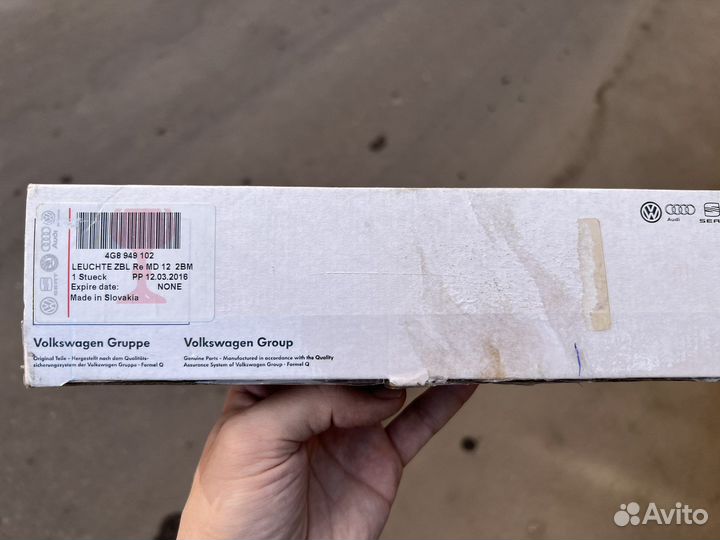 4G8 949 102
LEUCHTE ZBL Re MD 12 2BM
1 Stueck PP 12.03.2016
Expire date: NONE
Made in Slovakia
Audi
Volkswagen Gruppe
Original Teile – Hergestellt nach dem Qualitäts-
sicherungssystem der Volkswagen Gruppe - Formel Q
Volkswagen Group
Genuine Parts – Manufactured in accordance with the Quality
Assurance System of Volkswagen Group - Formel Q
Audi
SEA
Avito